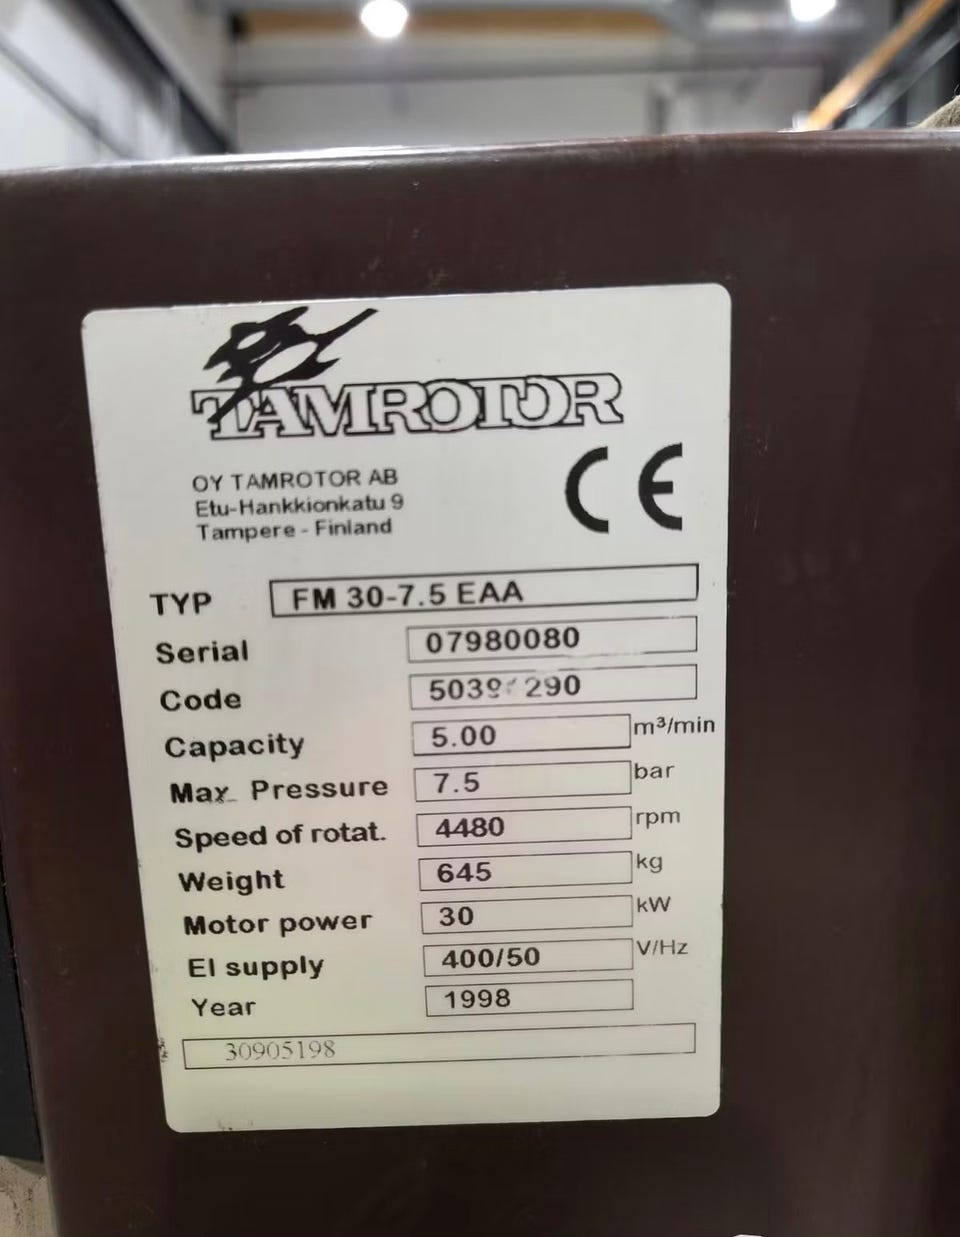 TAMROTOR
OY TAMROTOR AB
Etu-Hankkionkatu 9
Tampere - Finland
CE
TYP FM 30-7.5 EAA
Serial 07980080
Code
Capacity 5.00 m³/min
Max Pressure 7.5 bar
Speed of rotat. 4480 rpm
Weight 645 kg
Motor power 30 kW
El supply 400/50 V/Hz
Year 1998
30905198